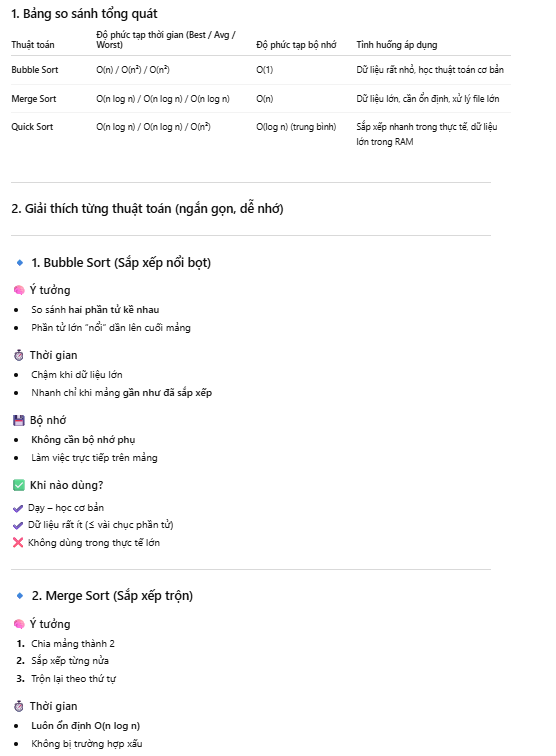 1. Bảng so sánh tổng quát
Thuật toán
Độ phức tạp thời gian (Best / Avg /
Worst)
Độ phức tạp bộ nhớ
Tình huống áp dụng
Bubble Sort
O(n) / O(n²) / O(n²)
O(1)
Dữ liệu rất nhỏ, học thuật toán cơ bản
Merge Sort
O(n log n) / O(n log n) / O(n log n)
O(n)
Dữ liệu lớn, cần ổn định, xử lý file lớn
Quick Sort
O(n log n) / O(n log n) / O(n²)
O(log n) (trung bình)
Sắp xếp nhanh trong thực tế, dữ liệu
lớn trong RAM
2. Giải thích từng thuật toán (ngắn gọn, dễ nhớ)
🔹 1. Bubble Sort (Sắp xếp nổi bọt)
🧠 Ý tưởng
• So sánh hai phần tử kề nhau
• Phần tử lớn “nổi” dần lên cuối mảng
⏱ Thời gian
• Chậm khi dữ liệu lớn
• Nhanh chỉ khi mảng gần như đã sắp xếp
💾 Bộ nhớ
• Không cần bộ nhớ phụ
• Làm việc trực tiếp trên mảng
✅ Khi nào dùng?
✔ Dạy – học cơ bản
✔ Dữ liệu rất ít (≤ vài chục phần tử)
❌ Không dùng trong thực tế lớn
🔹 2. Merge Sort (Sắp xếp trộn)
🧠 Ý tưởng
1. Chia mảng thành 2
2. Sắp xếp từng nửa
3. Trộn lại theo thứ tự
⏱ Thời gian
• Luôn ổn định O(n log n)
• Không bị trường hợp xấu